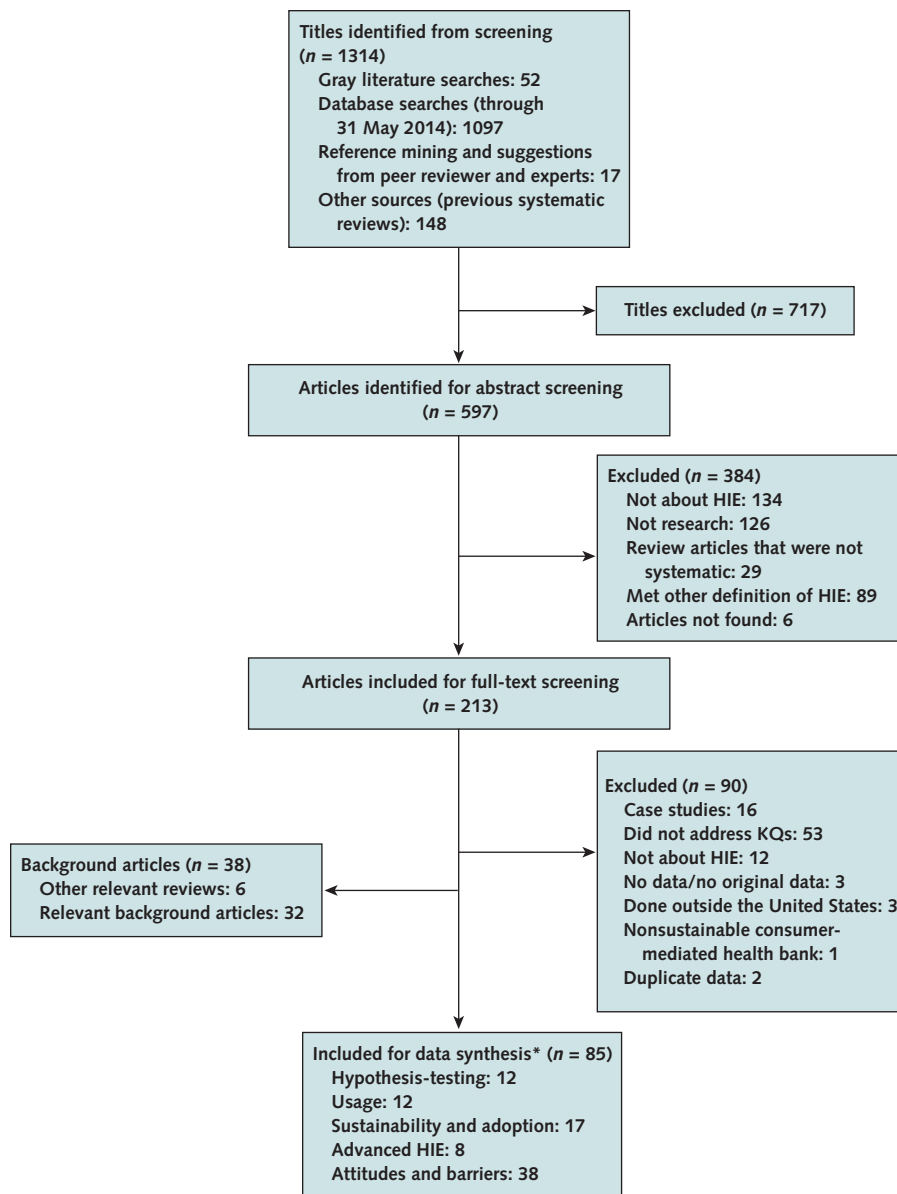 Titles identified from screening
(n = 1314)
Gray literature searches: 52
Database searches (through
31 May 2014): 1097
Reference mining and suggestions
from peer reviewer and experts: 17
Other sources (previous systematic
reviews): 148
Titles excluded (n = 717)
Articles identified for abstract screening
(n = 597)
Excluded (n = 384)
Not about HIE: 134
Not research: 126
Review articles that were not
systematic: 29
Met other definition of HIE: 89
Articles not found: 6
Articles included for full-text screening
(n = 213)
Excluded (n = 90)
Case studies: 16
Did not address KQs: 53
Not about HIE: 12
No data/no original data: 3
Done outside the United States: 3
Nonsustainable consumer-
mediated health bank: 1
Duplicate data: 2
Background articles (n = 38)
Other relevant reviews: 6
Relevant background articles: 32
Included for data synthesis* (n = 85)
Hypothesis-testing: 12
Usage: 12
Sustainability and adoption: 17
Advanced HIE: 8
Attitudes and barriers: 38